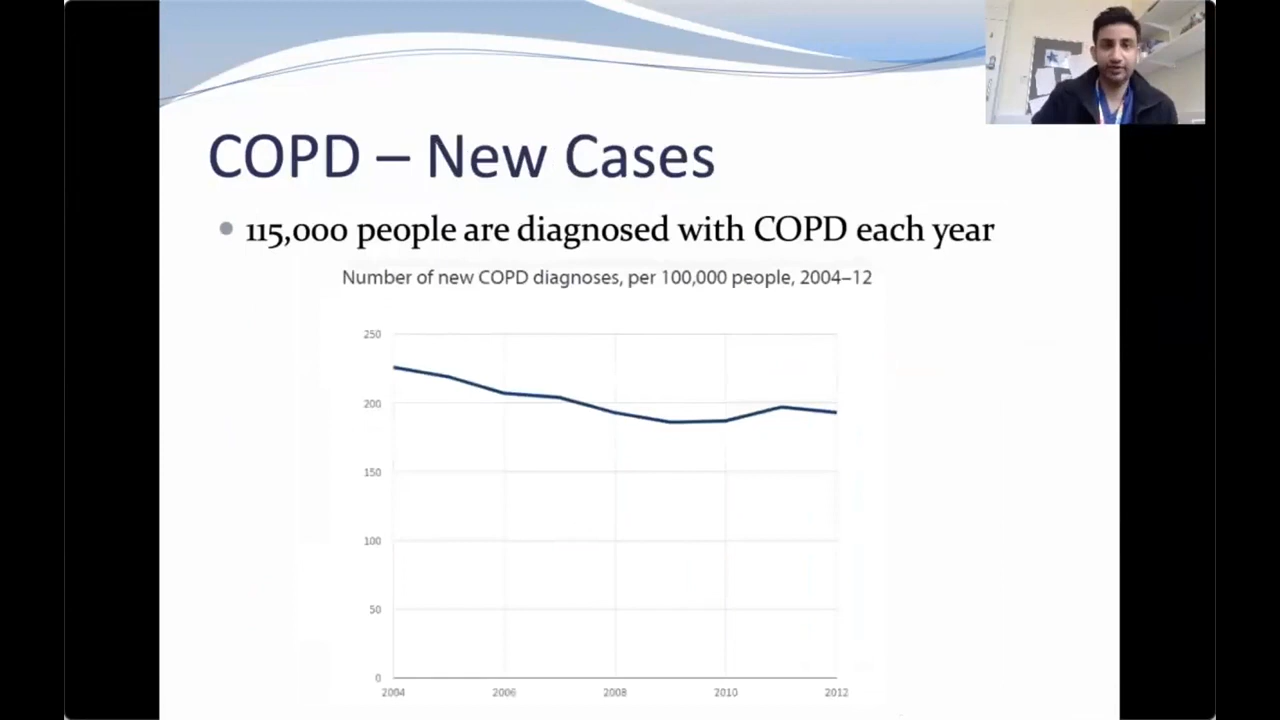 COPD – New Cases
• 115,000 people are diagnosed with COPD each year
Number of new COPD diagnoses, per 100,000 people, 2004–12
250
200
150
100
50
0
2004 2006 2008 2010 2012